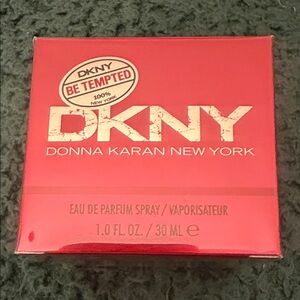 DKNY
BE TEMPTED
100%
NEW YORK
DKNY
DONNA KARAN NEW YORK
EAU DE PARFUM SPRAY / VAPORISATEUR
1.0 FL. OZ. / 30 ML ℮